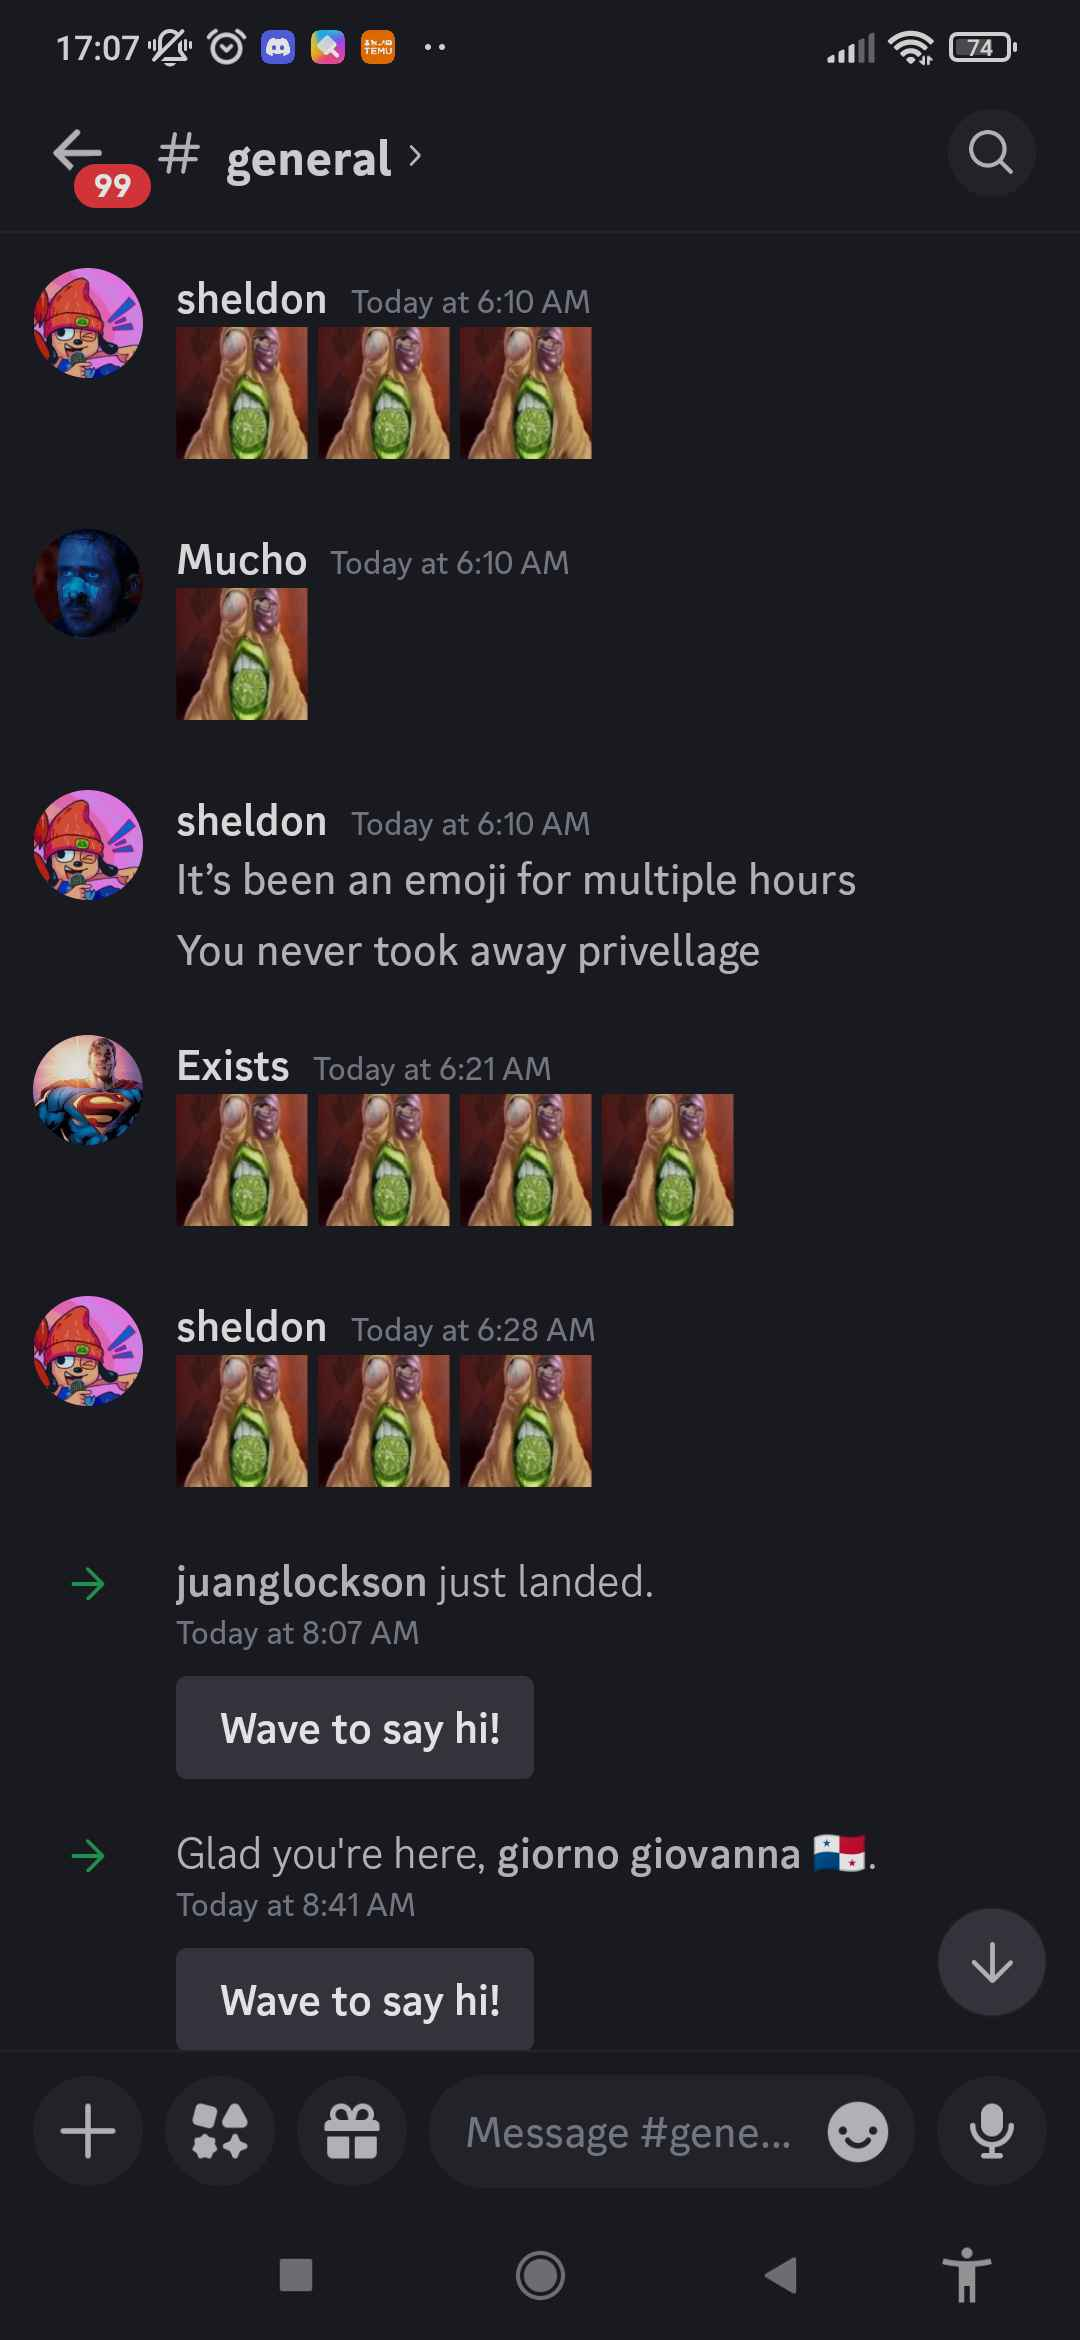 17:07
TEMU
74
99
# general
sheldon Today at 6:10 AM
Mucho Today at 6:10 AM
sheldon Today at 6:10 AM
It’s been an emoji for multiple hours
You never took away privellage
Exists Today at 6:21 AM
sheldon Today at 6:28 AM
juanglockson just landed.
Today at 8:07 AM
Wave to say hi!
Glad you're here, giorno giovanna 🇵🇦.
Today at 8:41 AM
Wave to say hi!
Message #gene...